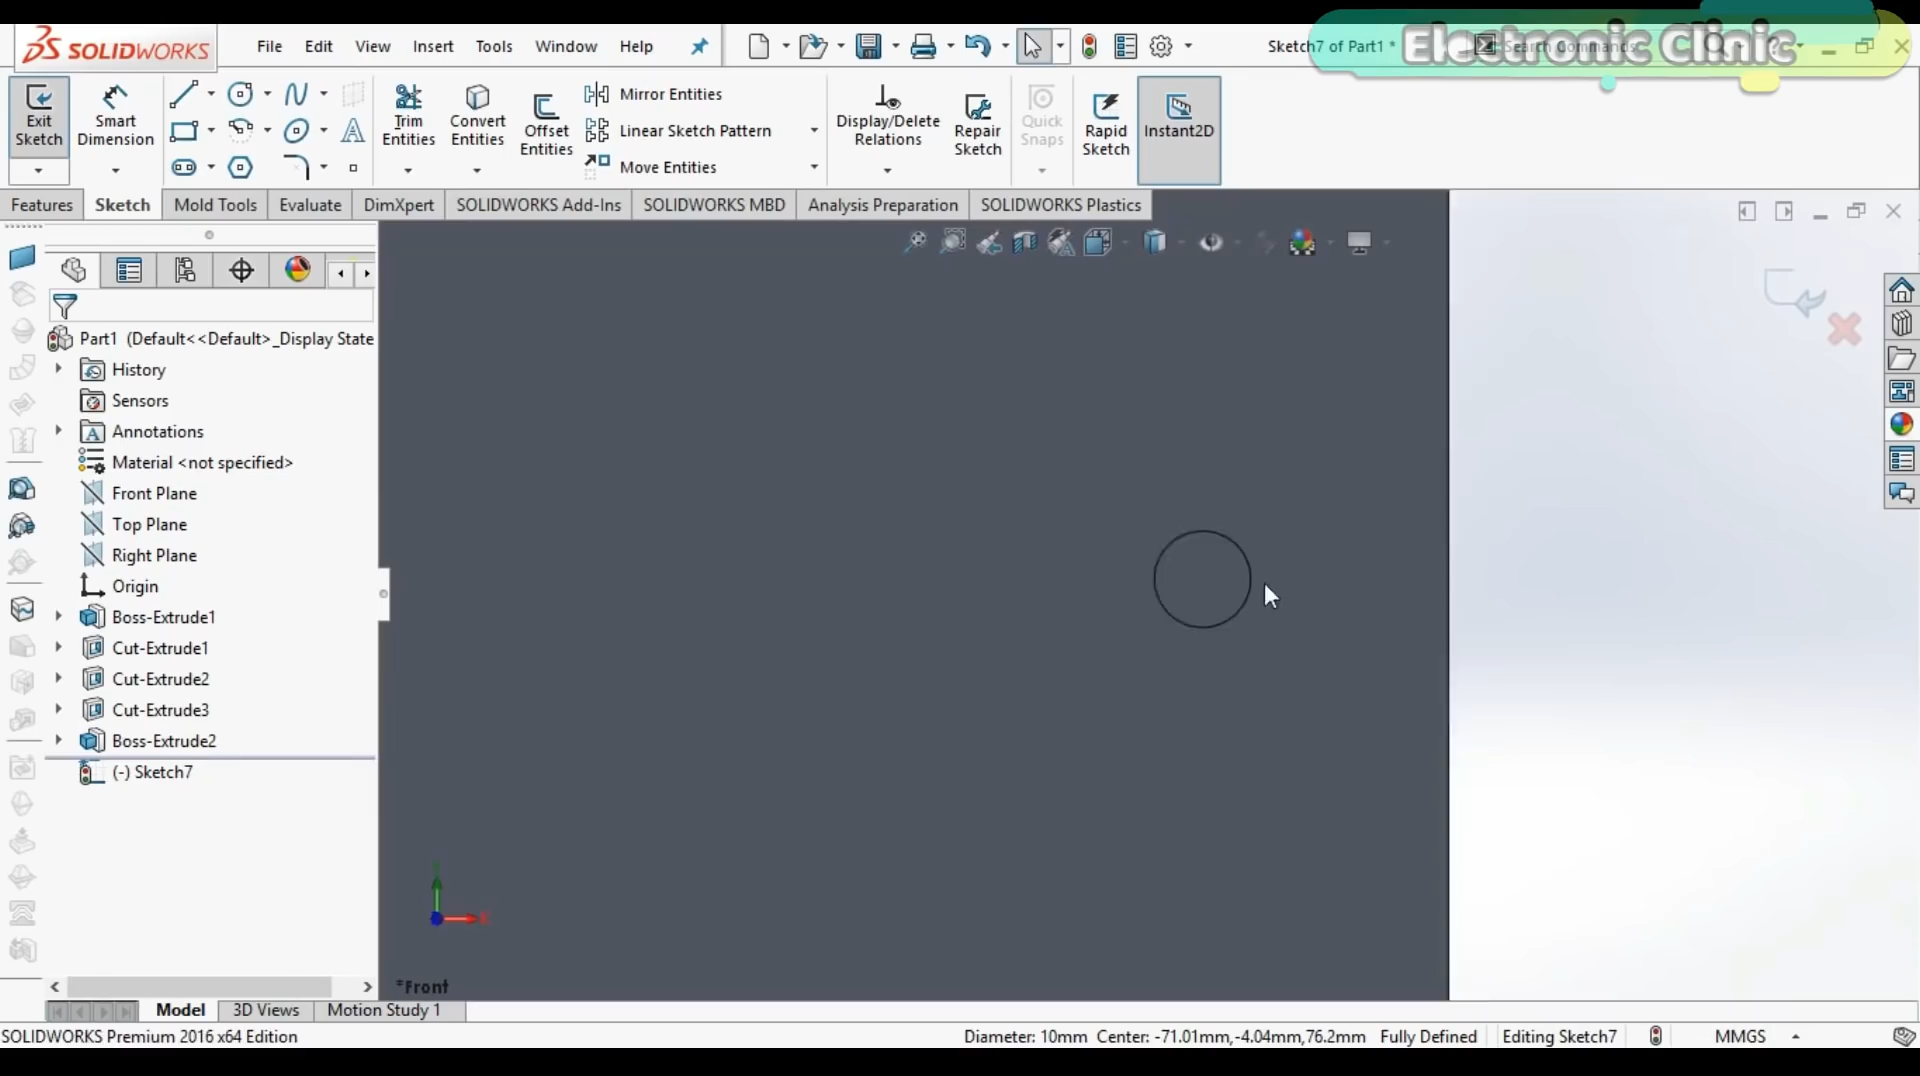 SOLIDWORKS File Edit View Insert Tools Window Help Sketch7 of Part1 * Search Commands
Electronic Clinic
Exit Sketch
Smart Dimension
Trim Entities
Convert Entities
Offset Entities
Mirror Entities
Linear Sketch Pattern
Move Entities
Display/Delete Relations
Repair Sketch
Quick Snaps
Rapid Sketch
Instant2D
Features Sketch Mold Tools Evaluate DimXpert SOLIDWORKS Add-Ins SOLIDWORKS MBD Analysis Preparation SOLIDWORKS Plastics
Part1 (Default<<Default>_Display State
History
Sensors
Annotations
Material <not specified>
Front Plane
Top Plane
Right Plane
Origin
Boss-Extrude1
Cut-Extrude1
Cut-Extrude2
Cut-Extrude3
Boss-Extrude2
(-) Sketch7
*Front
Model 3D Views Motion Study 1
SOLIDWORKS Premium 2016 x64 Edition Diameter: 10mm Center: -71.01mm,-4.04mm,76.2mm Fully Defined Editing Sketch7 MMGS